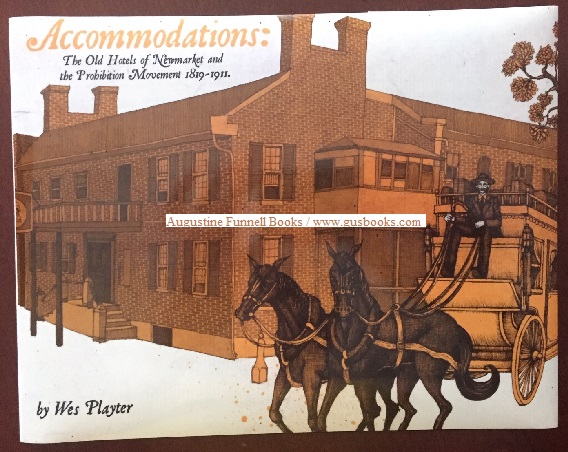 Accommodations:
The Old Hotels of Newmarket and
the Prohibition Movement 1819-1911.
Augustine Funnell Books / www.gusbooks.com
by Wes Playter